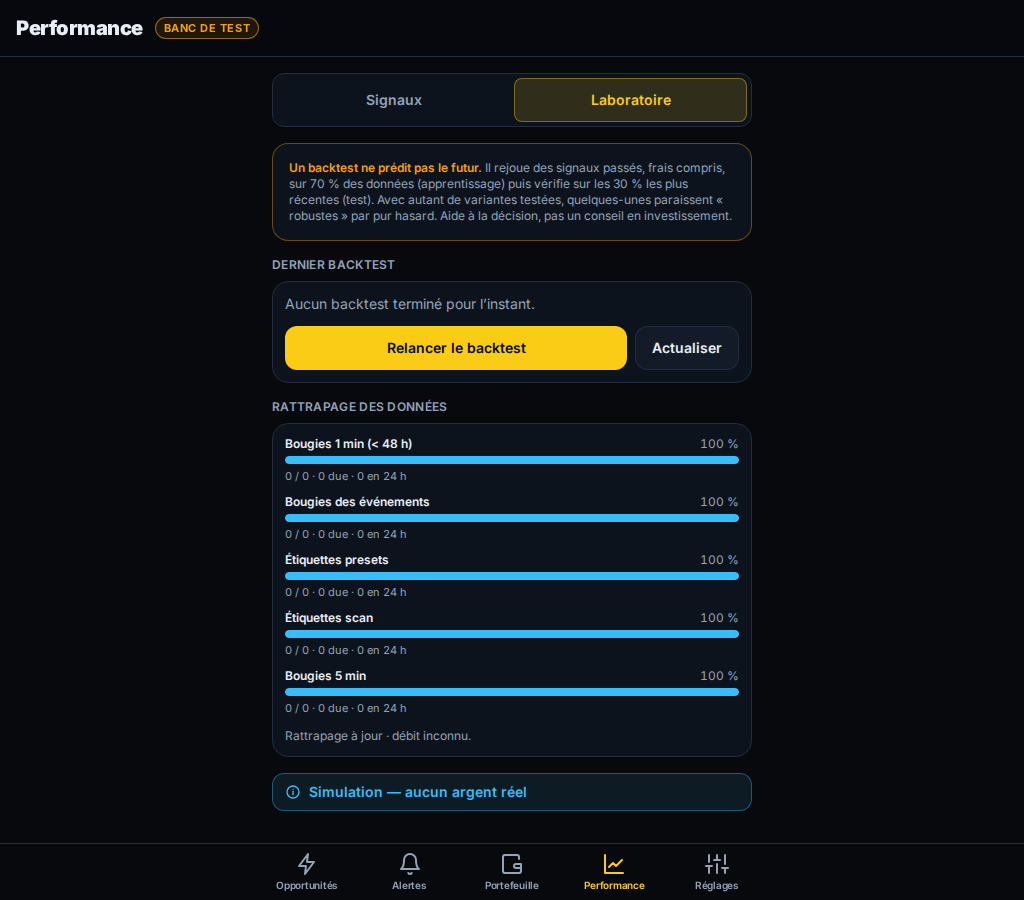 Performance BANC DE TEST
Signaux Laboratoire
Un backtest ne prédit pas le futur. Il rejoue des signaux passés, frais compris,
sur 70 % des données (apprentissage) puis vérifie sur les 30 % les plus
récentes (test). Avec autant de variantes testées, quelques-unes paraissent «
robustes » par pur hasard. Aide à la décision, pas un conseil en investissement.
DERNIER BACKTEST
Aucun backtest terminé pour l’instant.
Relancer le backtest Actualiser
RATTRAPAGE DES DONNÉES
Bougies 1 min (< 48 h) 100 %
0 / 0 · 0 due · 0 en 24 h
Bougies des événements 100 %
0 / 0 · 0 due · 0 en 24 h
Étiquettes presets 100 %
0 / 0 · 0 due · 0 en 24 h
Étiquettes scan 100 %
0 / 0 · 0 due · 0 en 24 h
Bougies 5 min 100 %
0 / 0 · 0 due · 0 en 24 h
Rattrapage à jour · débit inconnu.
Simulation — aucun argent réel
Opportunités Alertes Portefeuille Performance Réglages